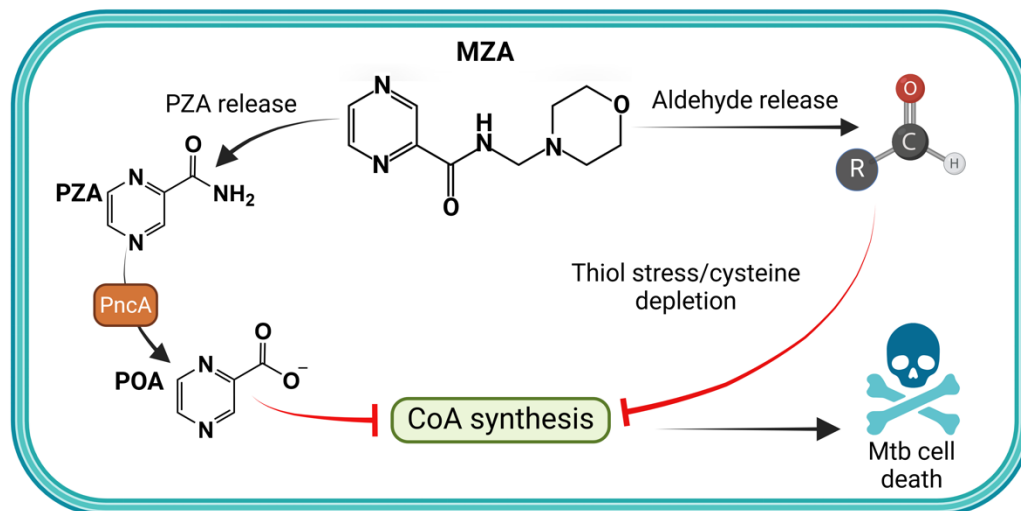 MZA
PZA release
Aldehyde release
N
N
H
N
O
N
O
O
C
R
H
PZA
N
N
O
NH₂
PncA
Thiol stress/cysteine
depletion
POA
N
N
O
O⁻
CoA synthesis
Mtb cell
death